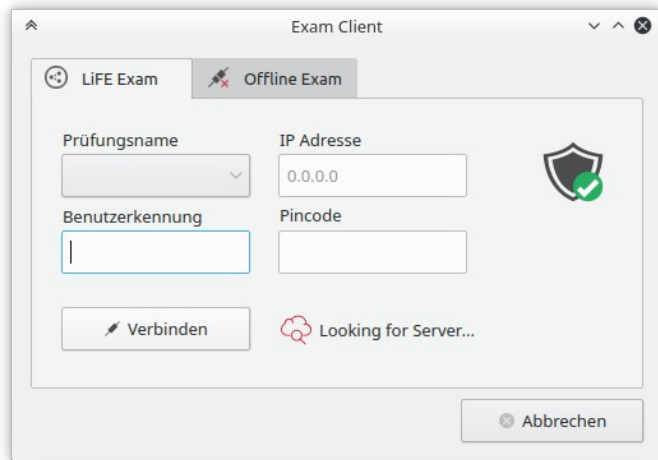 Exam Client
LiFE Exam
Offline Exam
Prüfungsname
IP Adresse
0.0.0.0
Benutzerkennung
Pincode
Verbinden
Looking for Server...
Abbrechen